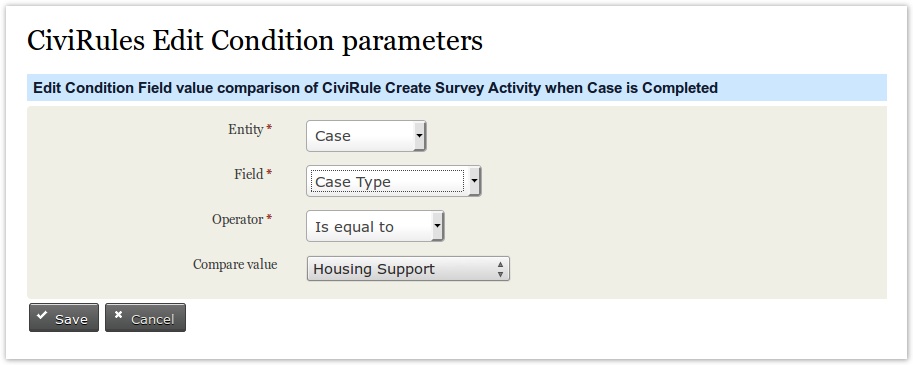 CiviRules Edit Condition parameters
Edit Condition Field value comparison of CiviRule Create Survey Activity when Case is Completed
Entity * Case
Field * Case Type
Operator * Is equal to
Compare value Housing Support
Save Cancel